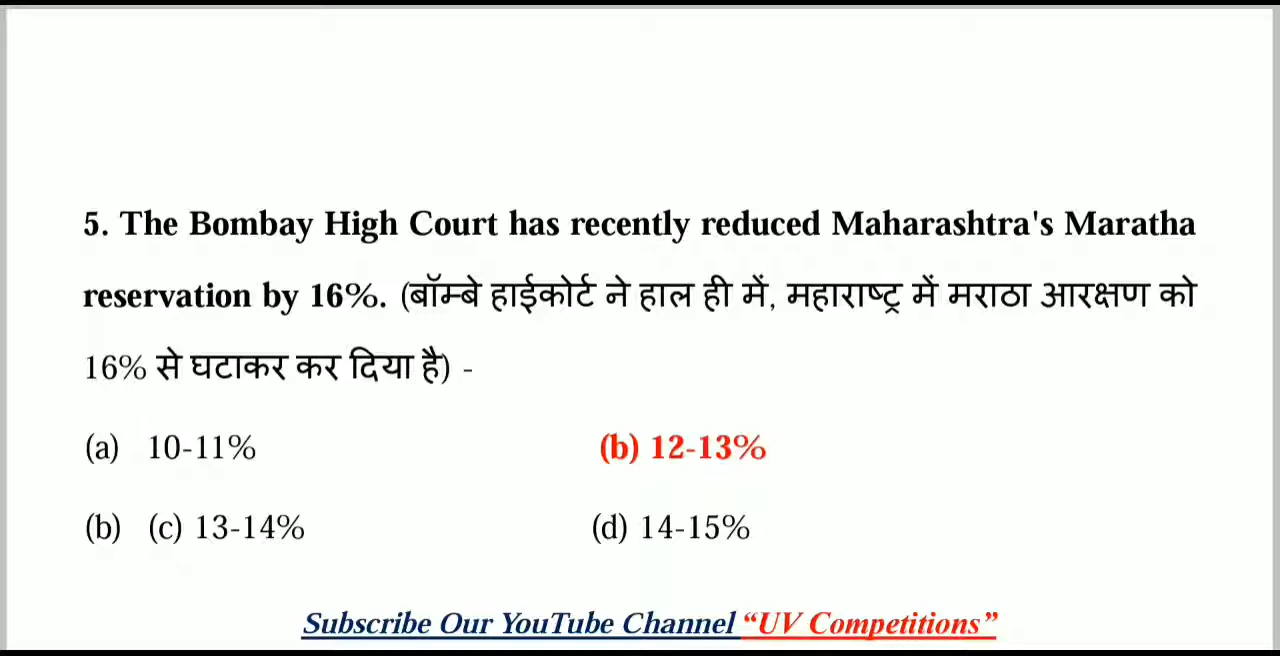 5. The Bombay High Court has recently reduced Maharashtra's Maratha
reservation by 16%. (बॉम्बे हाईकोर्ट ने हाल ही में, महाराष्ट्र में मराठा आरक्षण को
16% से घटाकर कर दिया है) -
(a) 10-11% (b) 12-13%
(b) (c) 13-14% (d) 14-15%
Subscribe Our YouTube Channel “UV Competitions”